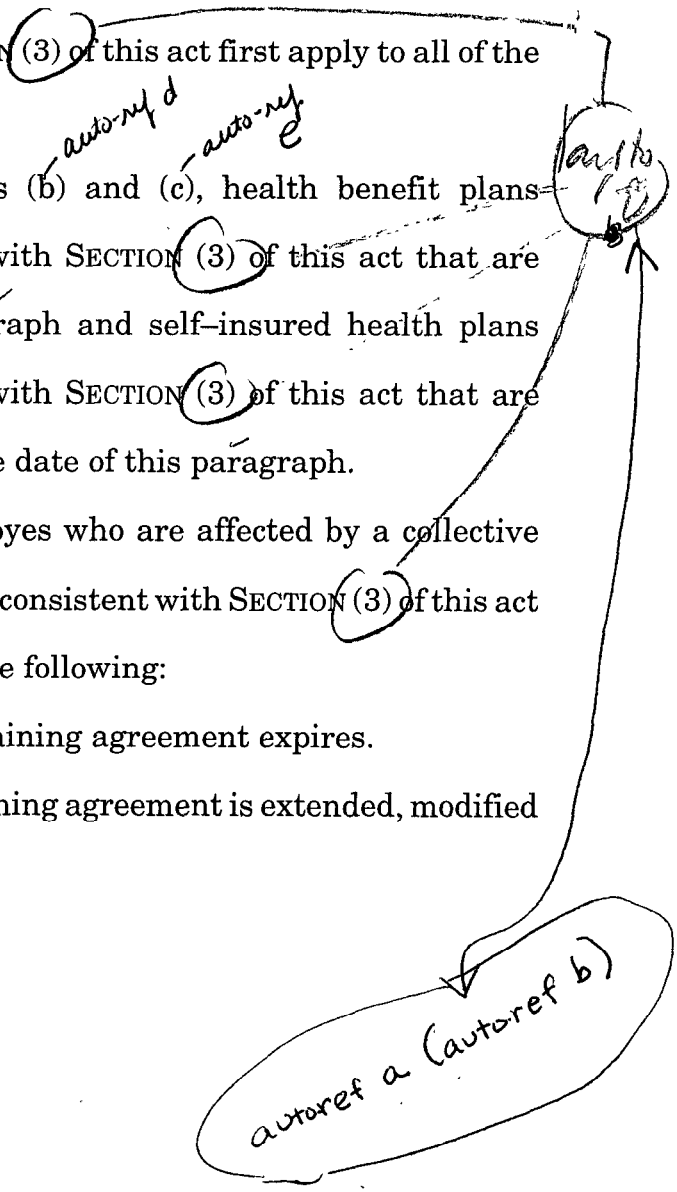 (3) of this act first apply to all of the
auto-ref d auto-ref e
s (b) and (c), health benefit plans
with SECTION (3) of this act that are
raph and self–insured health plans
with SECTION (3) of this act that are
e date of this paragraph.
oyes who are affected by a collective
consistent with SECTION (3) of this act
e following:
aining agreement expires.
ning agreement is extended, modified
autoref a (autoref b)